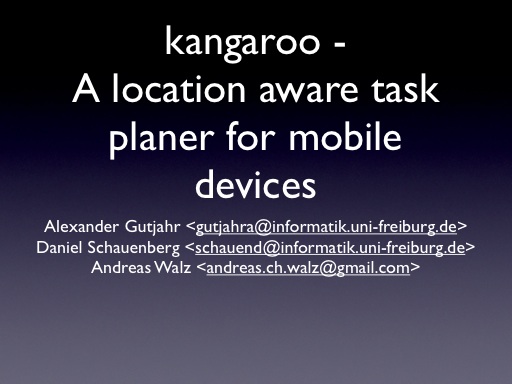 kangaroo -
A location aware task
planer for mobile
devices
Alexander Gutjahr <gutjahra@informatik.uni-freiburg.de>
Daniel Schauenberg <schauend@informatik.uni-freiburg.de>
Andreas Walz <andreas.ch.walz@gmail.com>